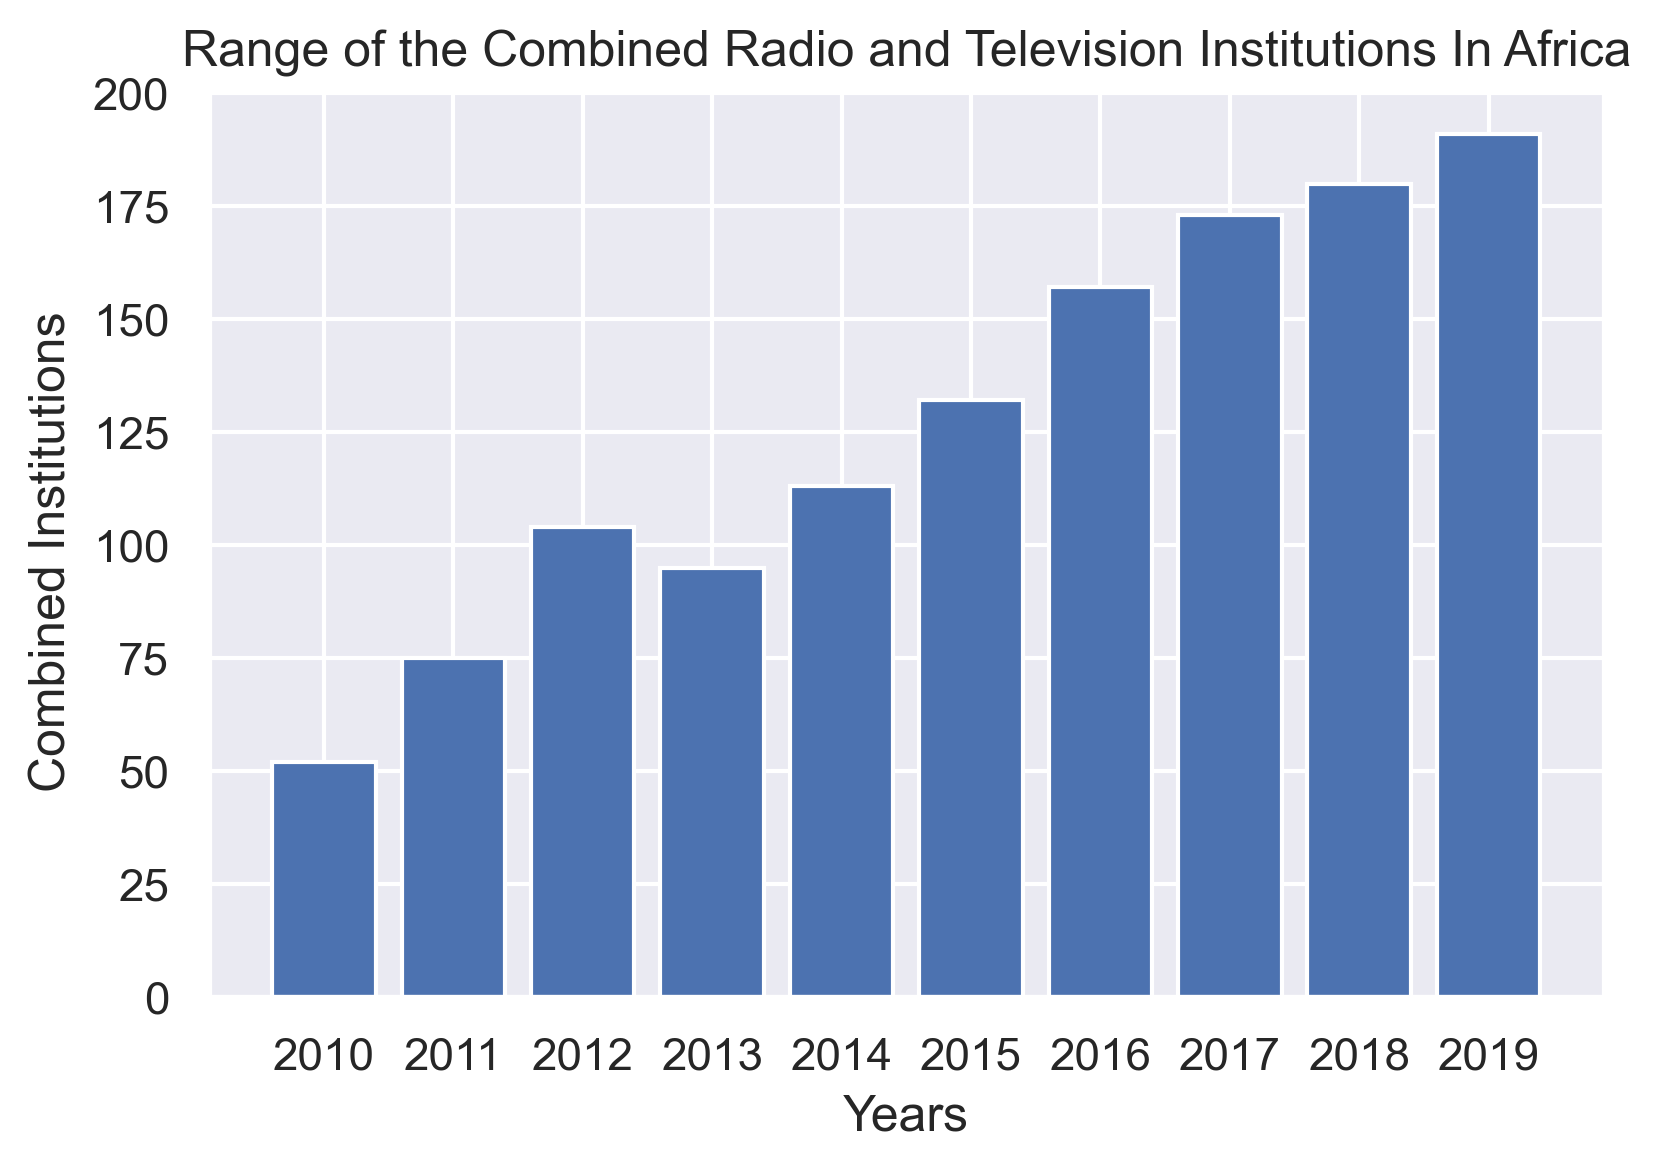 Range of the Combined Radio and Television Institutions In Africa
200
175
150
125
100
75
50
25
0
Combined Institutions
2010 2011 2012 2013 2014 2015 2016 2017 2018 2019
Years